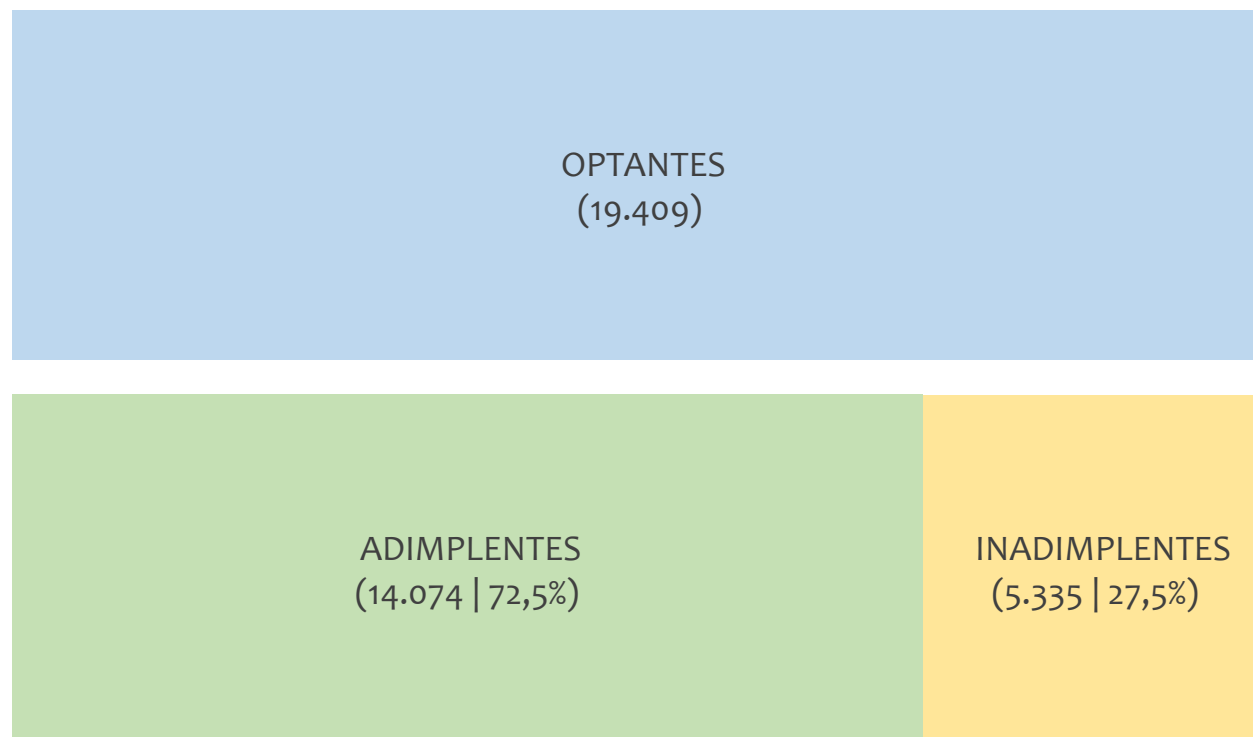 OPTANTES
(19.409)
ADIMPLENTES
(14.074 | 72,5%)
INADIMPLENTES
(5.335 | 27,5%)